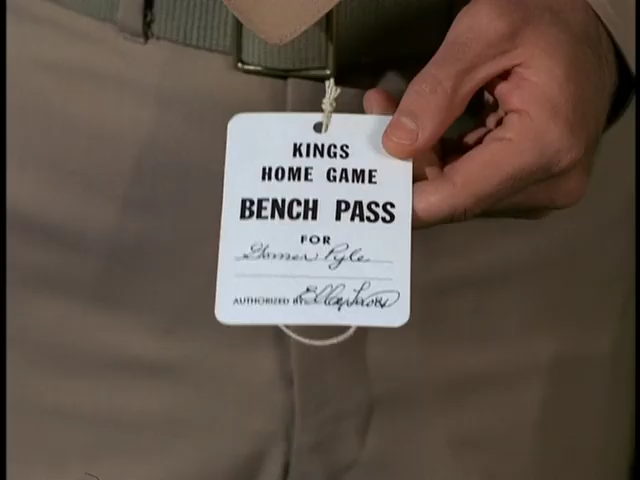 KINGS
HOME GAME
BENCH PASS
FOR
Gomer Pyle
AUTHORIZED BY